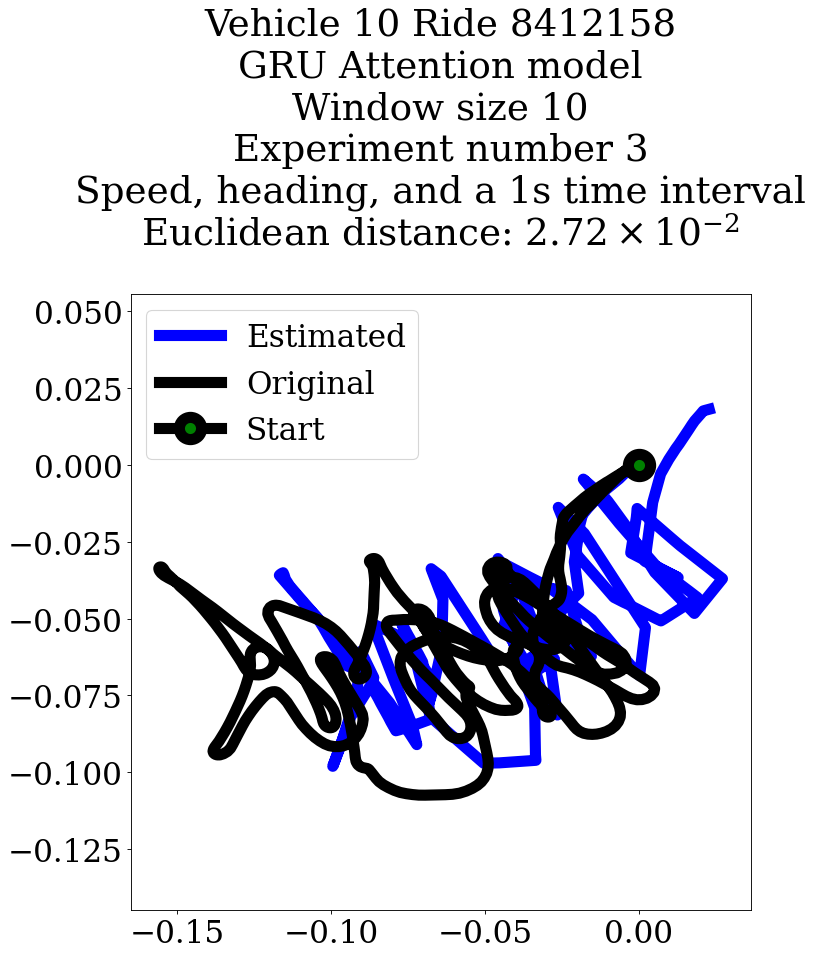 Vehicle 10 Ride 8412158
GRU Attention model
Window size 10
Experiment number 3
Speed, heading, and a 1s time interval
Euclidean distance: 2.72 × 10⁻²
Estimated
Original
Start
0.050
0.025
0.000
−0.025
−0.050
−0.075
−0.100
−0.125
−0.15 −0.10 −0.05 0.00